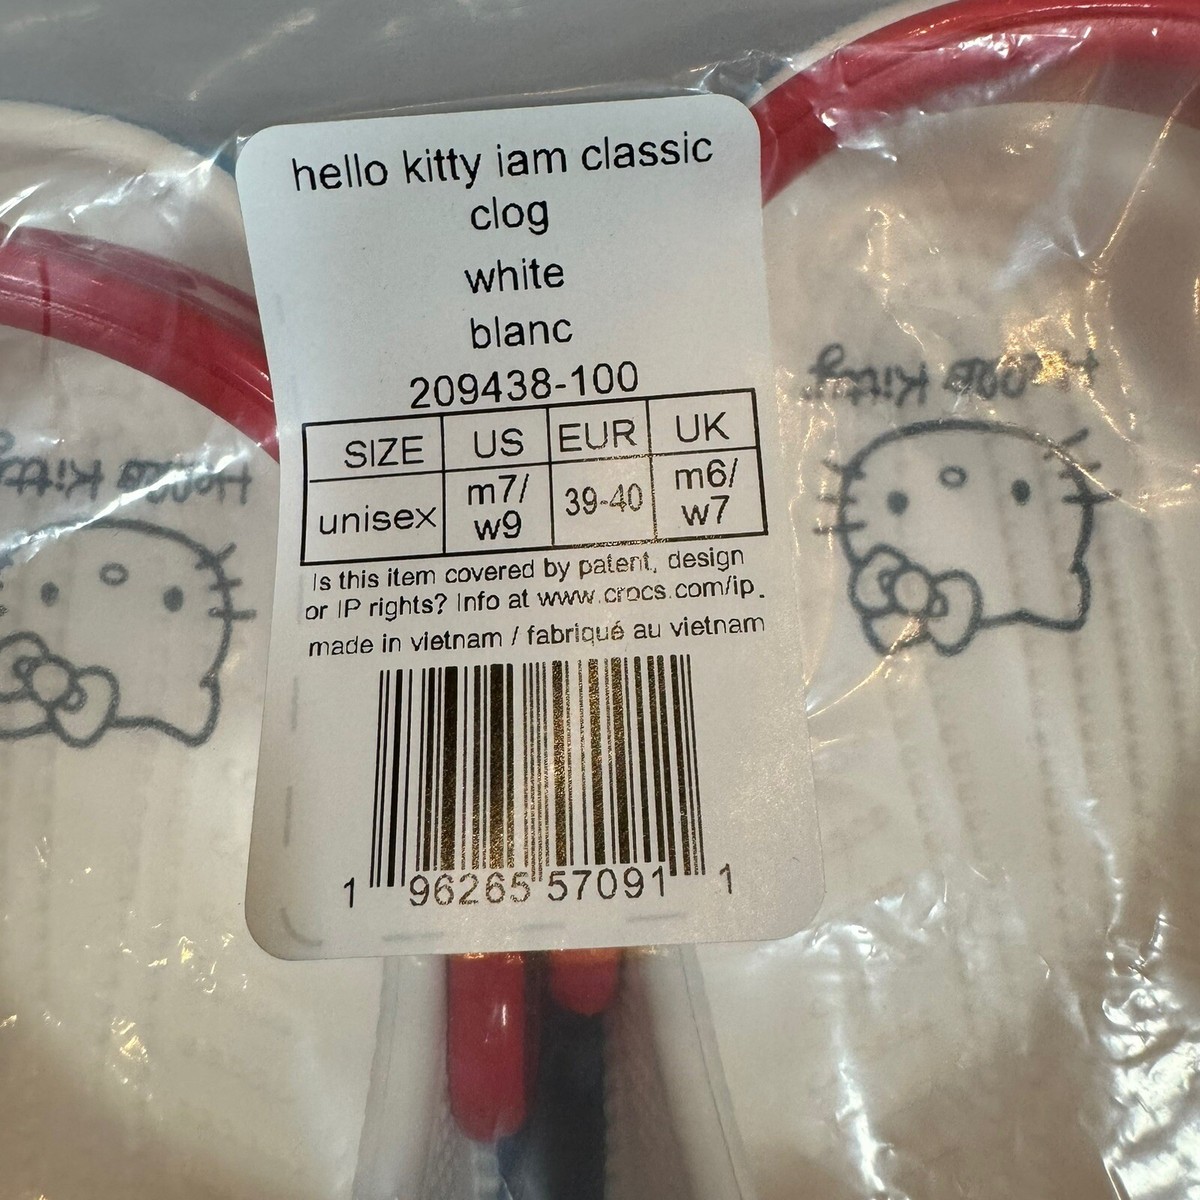 hello kitty iam classic
clog
white
blanc
209438-100
SIZE US EUR UK
unisex m7/ w9 39-40 m6/ w7
Is this item covered by patent, design
or IP rights? Info at www.crocs.com/ip.
made in vietnam / fabriqué au vietnam
1 96265 57091 1
Hello Kitty
Hello Kitty